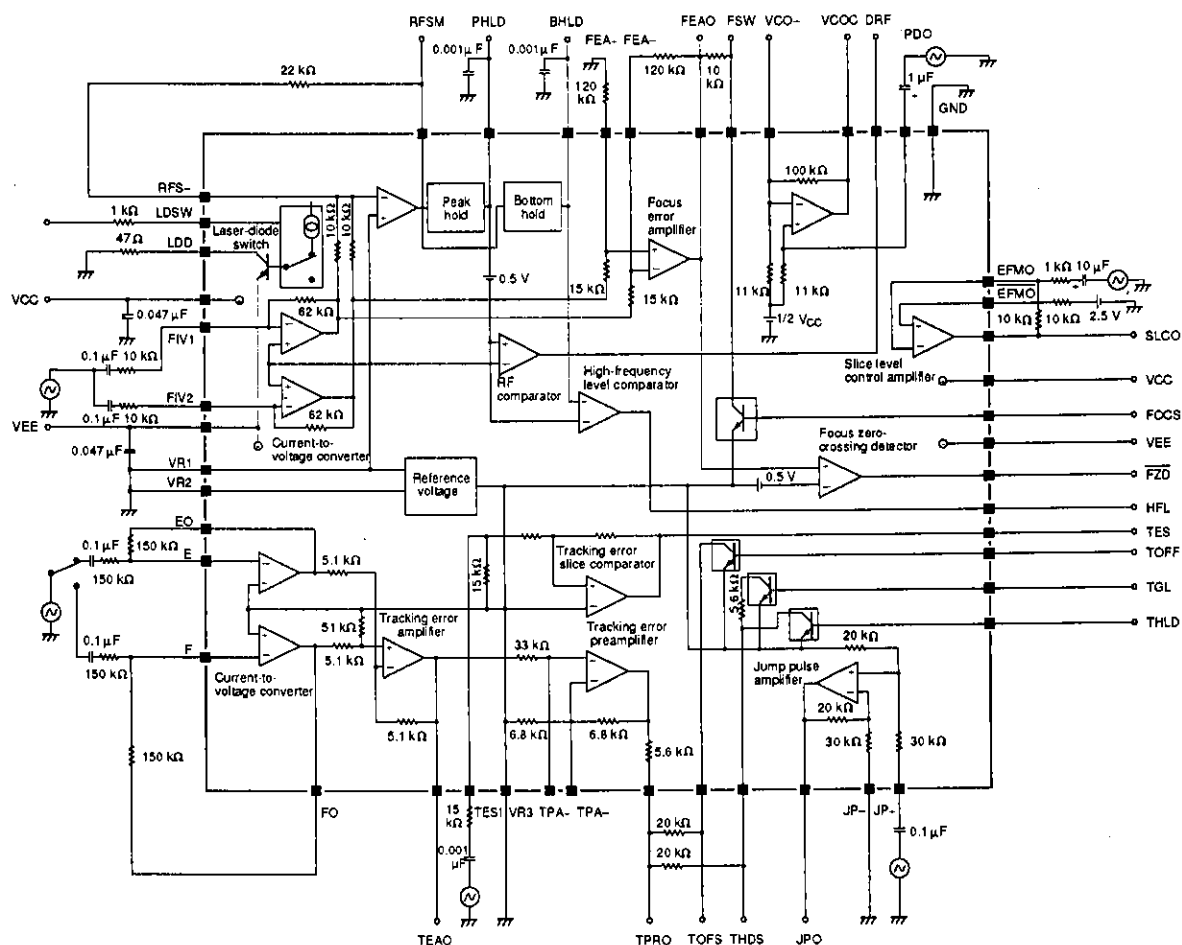 RFSM PHLD BHLD FEAO FSW VCO- VCOC DRF PDO
0.001μF 0.001μF FEA- FEA-
22 kΩ 120 kΩ 10 kΩ 1 μF
120 kΩ
GND
100 kΩ
RFS-
1 kΩ LDSW
47Ω LDD
Laser-diode switch
10 kΩ 10 kΩ
Peak hold
Bottom hold
Focus error amplifier
0.5 V
15 kΩ 15 kΩ
11 kΩ 11 kΩ
1/2 VCC
EFMO 1 kΩ 10 μF
EFMO
10 kΩ 10 kΩ 2.5 V
SLCO
Slice level control amplifier
VCC
0.047 μF
62 kΩ
FIV1
0.1 μF 10 kΩ
FIV2
0.1 μF 10 kΩ
62 kΩ
Current-to-voltage converter
RF comparator
High-frequency level comparator
VCC
FOCS
VEE
FZD
HFL
TES
TOFF
TGL
THLD
Focus zero-crossing detector
0.5 V
VEE
0.047 μF
VR1
VR2
Reference voltage
EO
0.1 μF 150 kΩ
E
150 kΩ
5.1 kΩ
15 kΩ
Tracking error slice comparator
5.6 kΩ
51 kΩ
Tracking error amplifier
Tracking error preamplifier
0.1 μF
F
150 kΩ
5.1 kΩ
Current-to-voltage converter
33 kΩ
20 kΩ
Jump pulse amplifier
20 kΩ
5.1 kΩ 6.8 kΩ 6.8 kΩ
30 kΩ 30 kΩ
150 kΩ
5.6 kΩ
FO
15 kΩ
TES1 VR3 TPA- TPA-
JP- JP+
0.001 μF
20 kΩ
20 kΩ
0.1 μF
TEAO TPRO TOFS THDS JPO